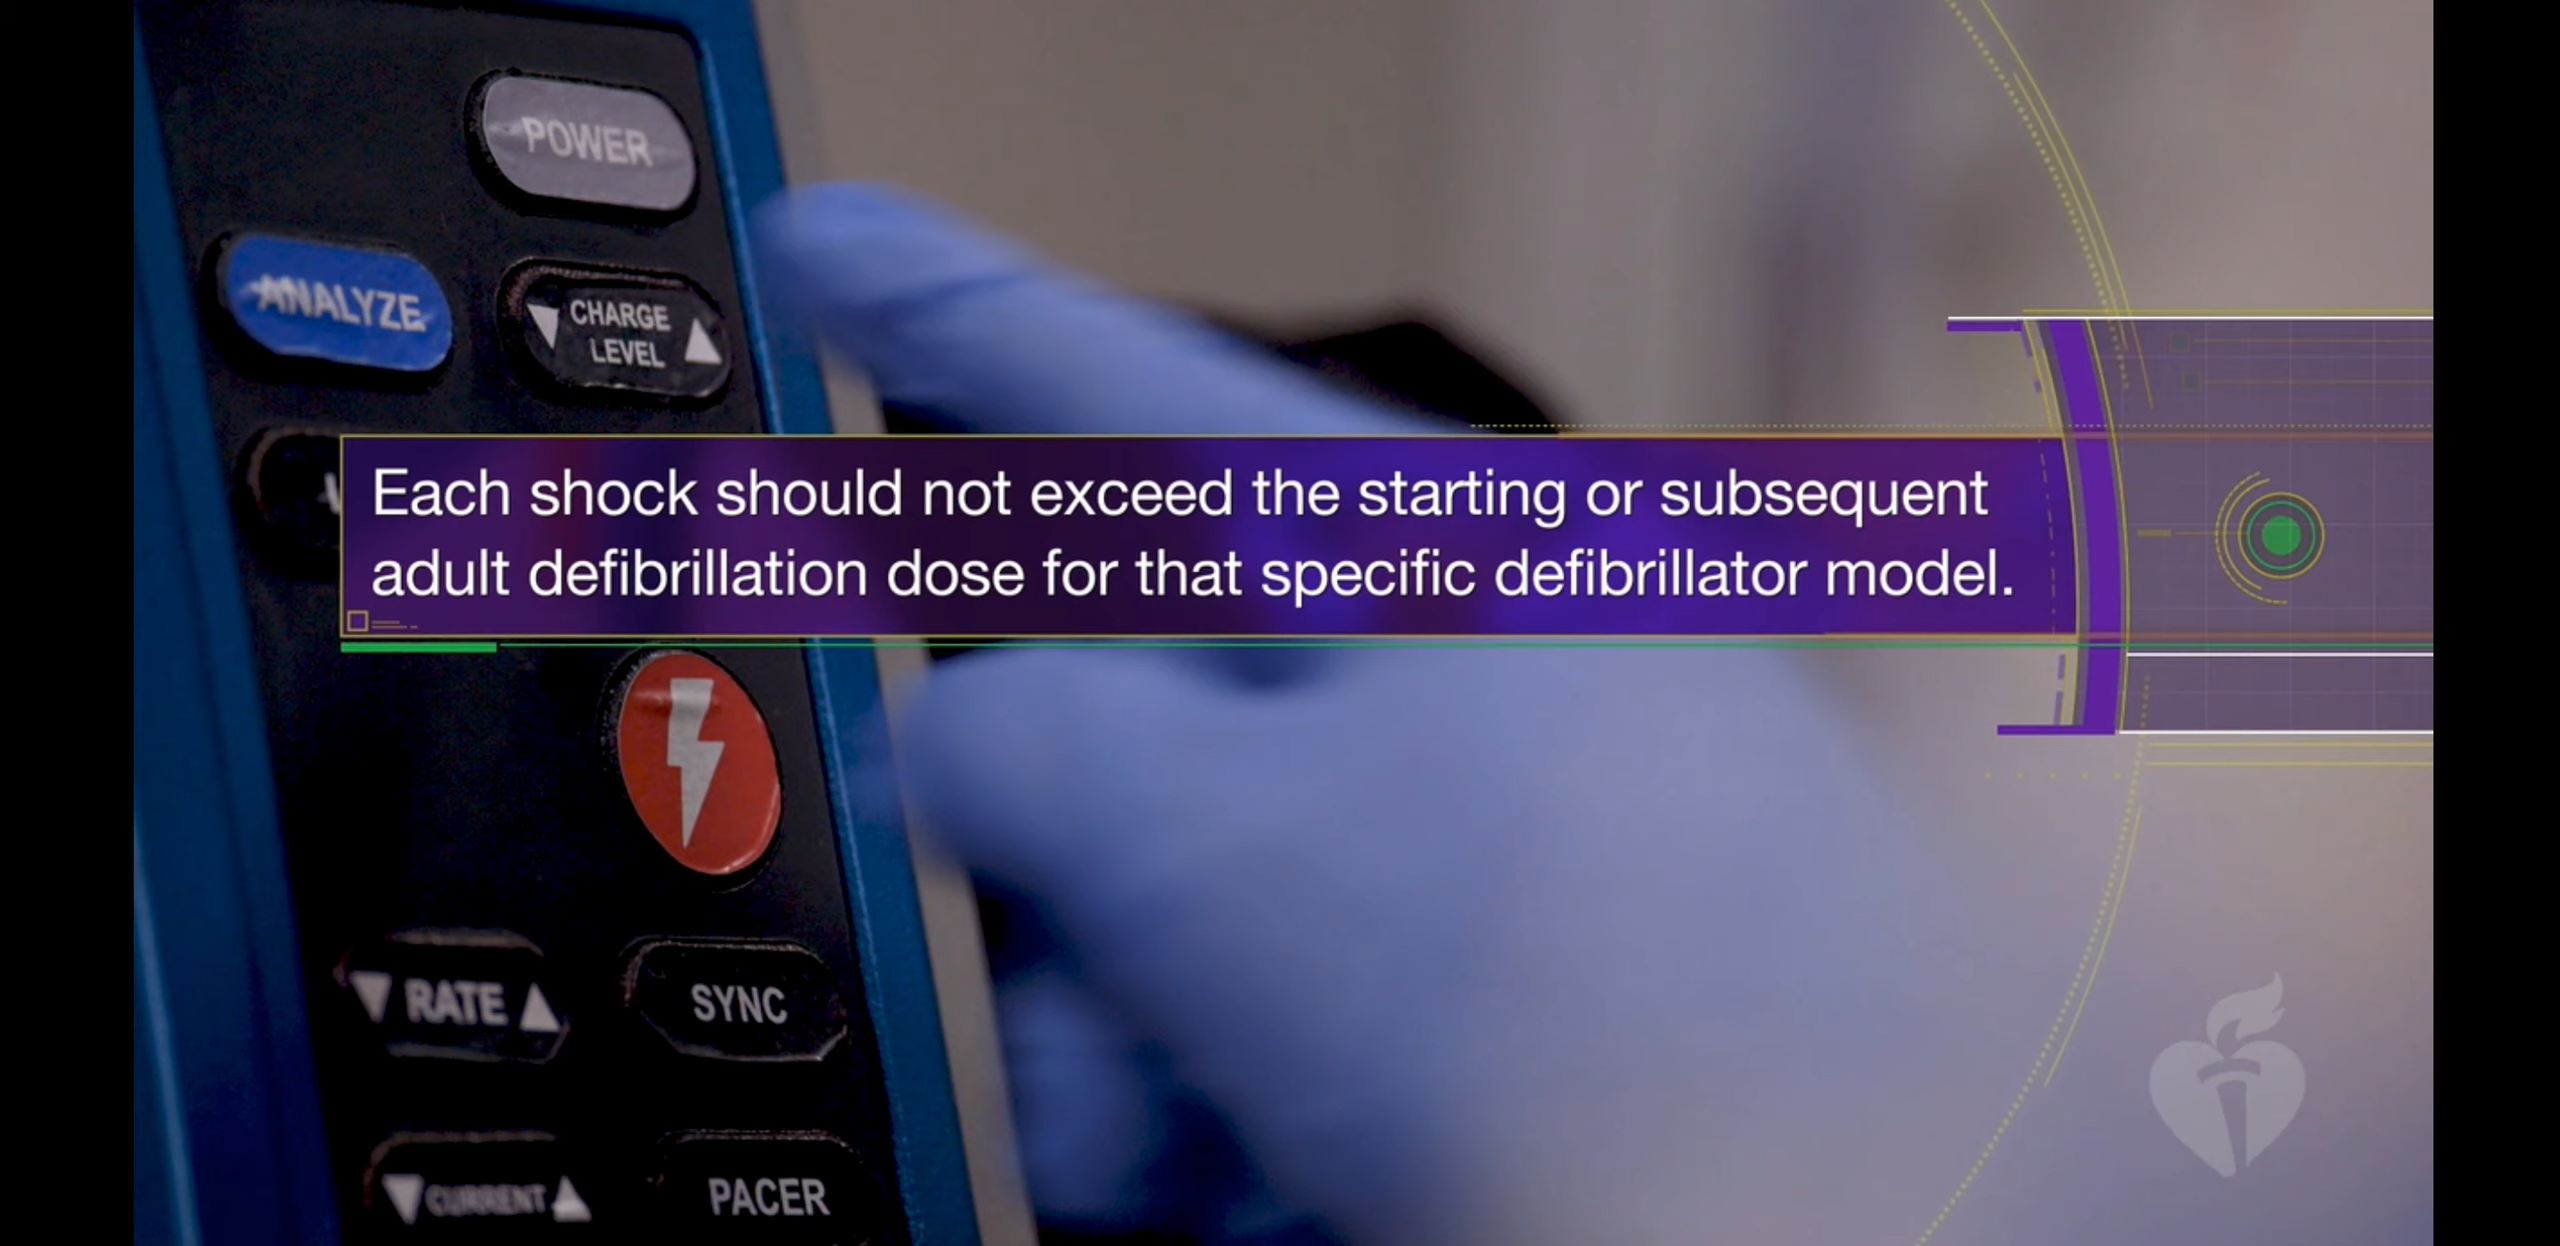 POWER
ANALYZE
CHARGE
LEVEL
Each shock should not exceed the starting or subsequent
adult defibrillation dose for that specific defibrillator model.
RATE
SYNC
CURRENT
PACER